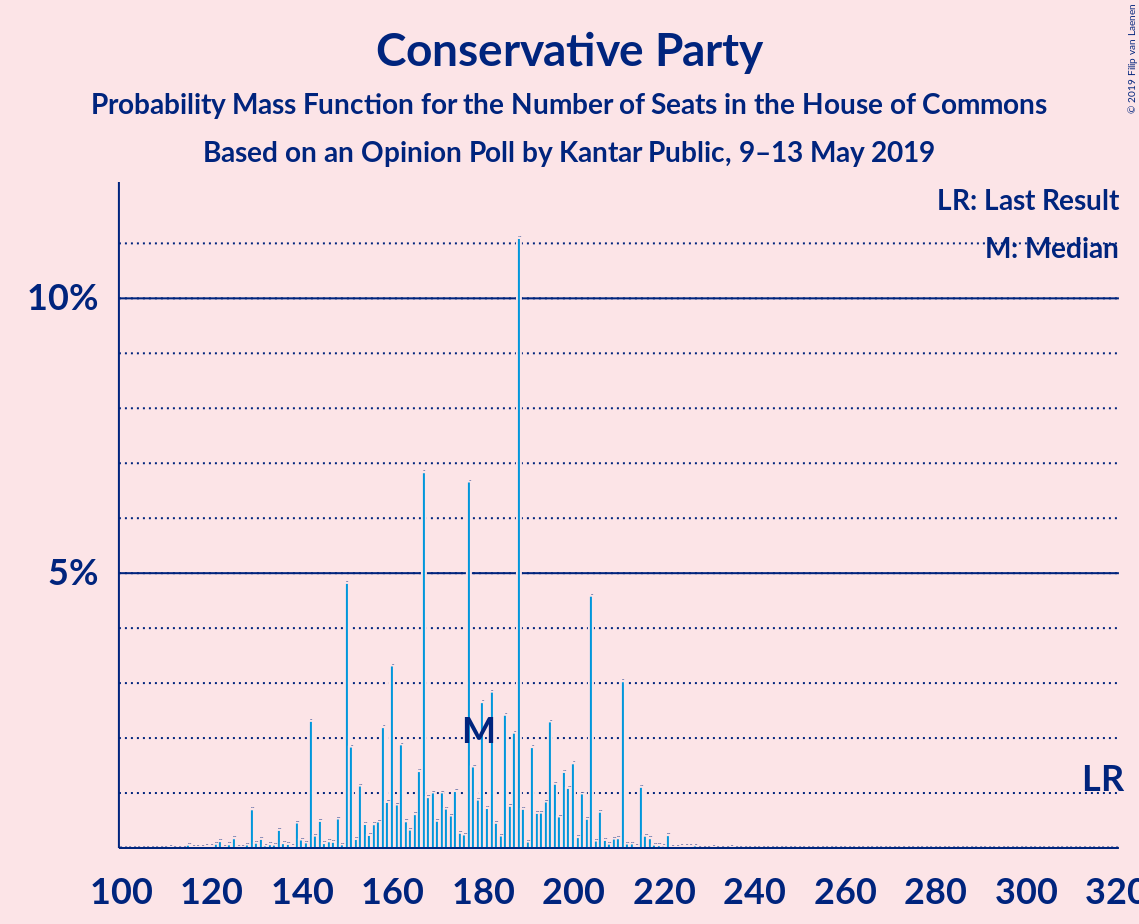 Conservative Party
Probability Mass Function for the Number of Seats in the House of Commons
Based on an Opinion Poll by Kantar Public, 9–13 May 2019
© 2019 Filip van Laenen
LR: Last Result
M: Median
10%
5%
M
LR
100 120 140 160 180 200 220 240 260 280 300 320